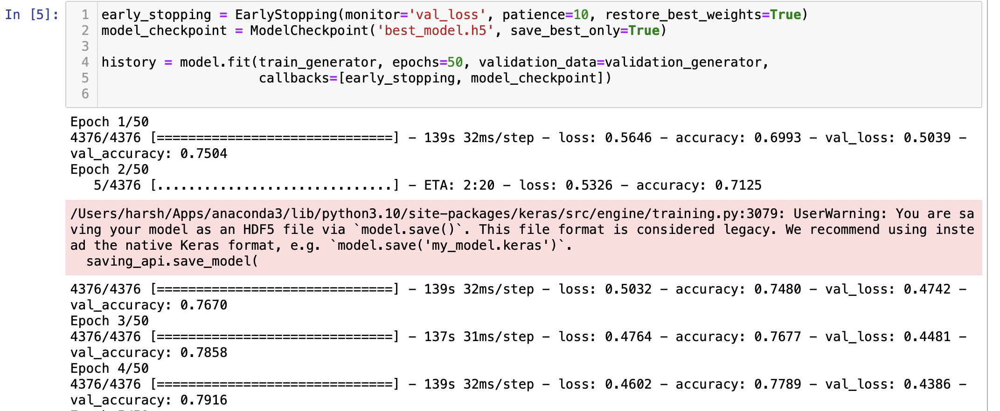 In [5]:
1 early_stopping = EarlyStopping(monitor='val_loss', patience=10, restore_best_weights=True)
2 model_checkpoint = ModelCheckpoint('best_model.h5', save_best_only=True)
3
4 history = model.fit(train_generator, epochs=50, validation_data=validation_generator,
5                     callbacks=[early_stopping, model_checkpoint])
6
Epoch 1/50
4376/4376 [==============================] - 139s 32ms/step - loss: 0.5646 - accuracy: 0.6993 - val_loss: 0.5039 -
val_accuracy: 0.7504
Epoch 2/50
   5/4376 [..............................] - ETA: 2:20 - loss: 0.5326 - accuracy: 0.7125
/Users/harsh/Apps/anaconda3/lib/python3.10/site-packages/keras/src/engine/training.py:3079: UserWarning: You are sa
ving your model as an HDF5 file via `model.save()`. This file format is considered legacy. We recommend using inste
ad the native Keras format, e.g. `model.save('my_model.keras')`.
  saving_api.save_model(
4376/4376 [==============================] - 139s 32ms/step - loss: 0.5032 - accuracy: 0.7480 - val_loss: 0.4742 -
val_accuracy: 0.7670
Epoch 3/50
4376/4376 [==============================] - 137s 31ms/step - loss: 0.4764 - accuracy: 0.7677 - val_loss: 0.4481 -
val_accuracy: 0.7858
Epoch 4/50
4376/4376 [==============================] - 139s 32ms/step - loss: 0.4602 - accuracy: 0.7789 - val_loss: 0.4386 -
val_accuracy: 0.7916